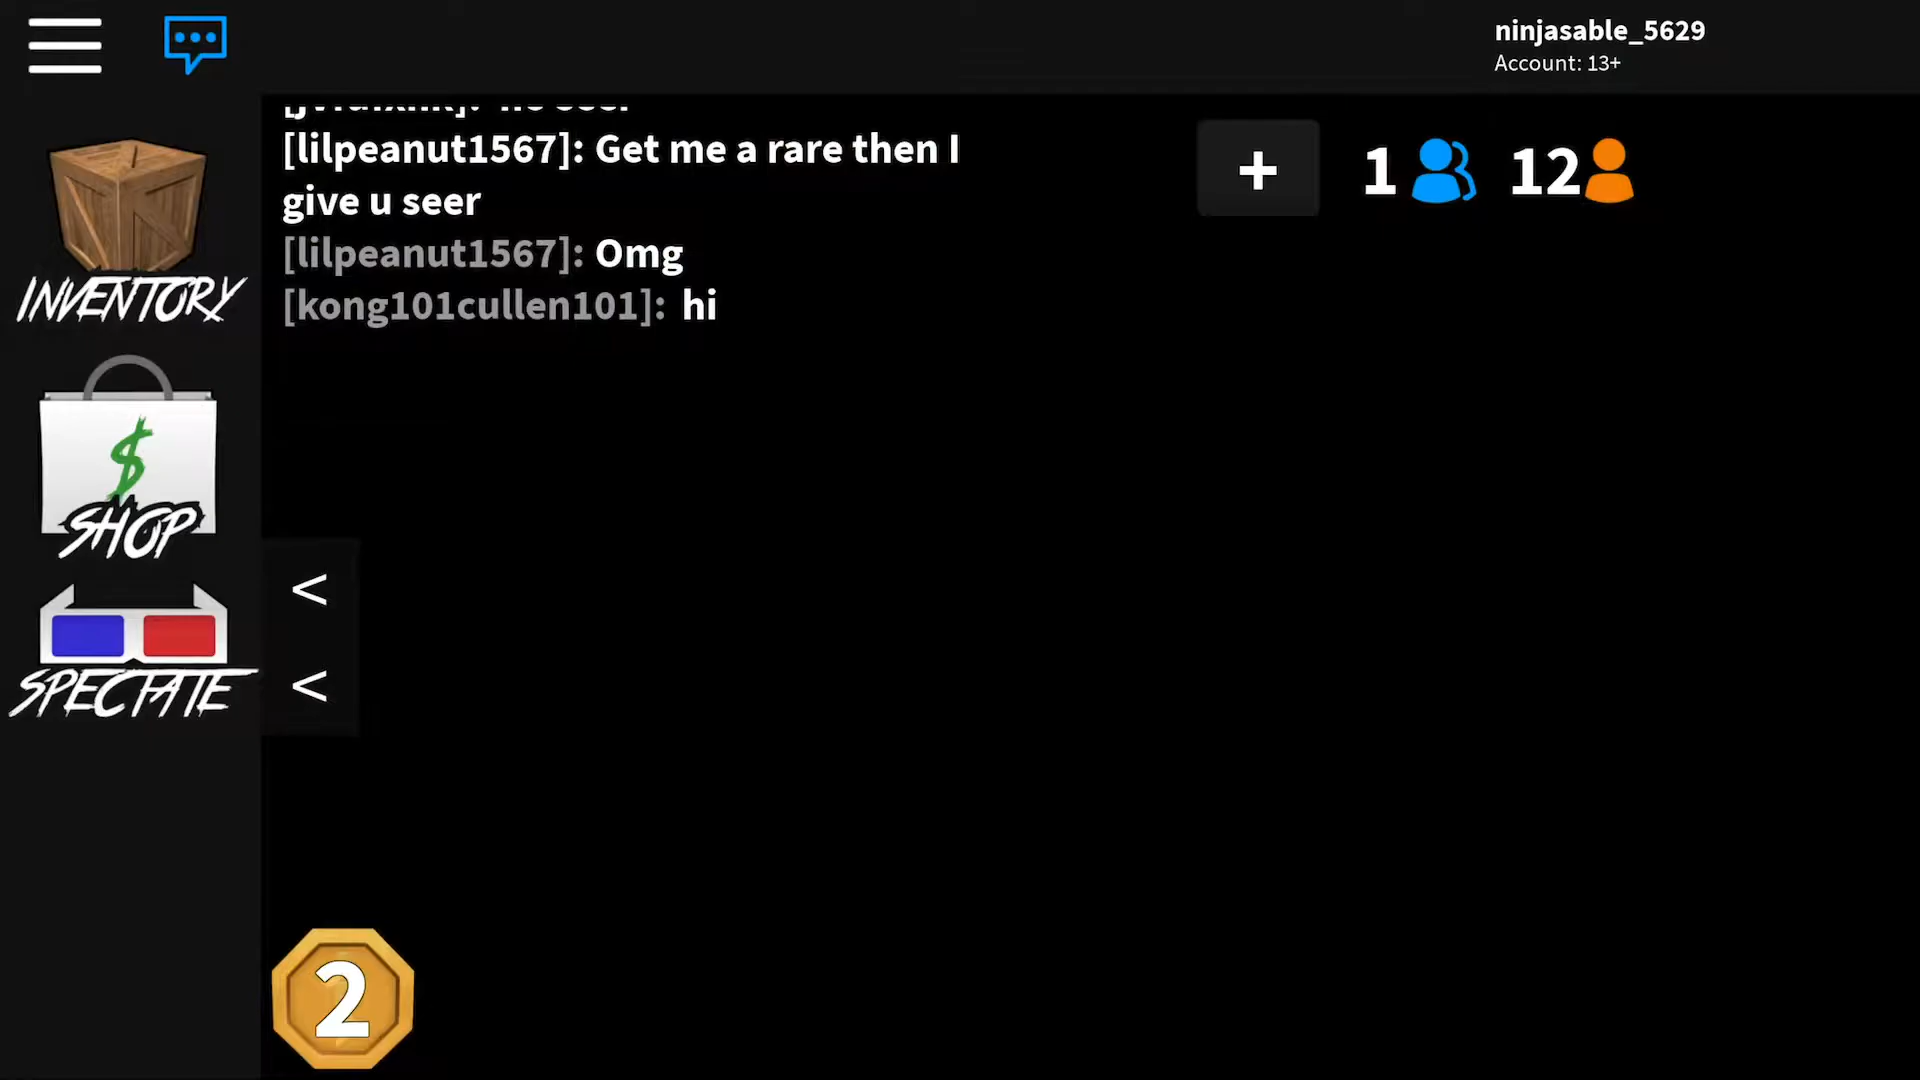 ninjasable_5629
Account: 13+
[lilpeanut1567]: Get me a rare then I
give u seer
[lilpeanut1567]: Omg
[kong101cullen101]: hi
+
1
12
INVENTORY
$
SHOP
SPECTATE
<
<
2